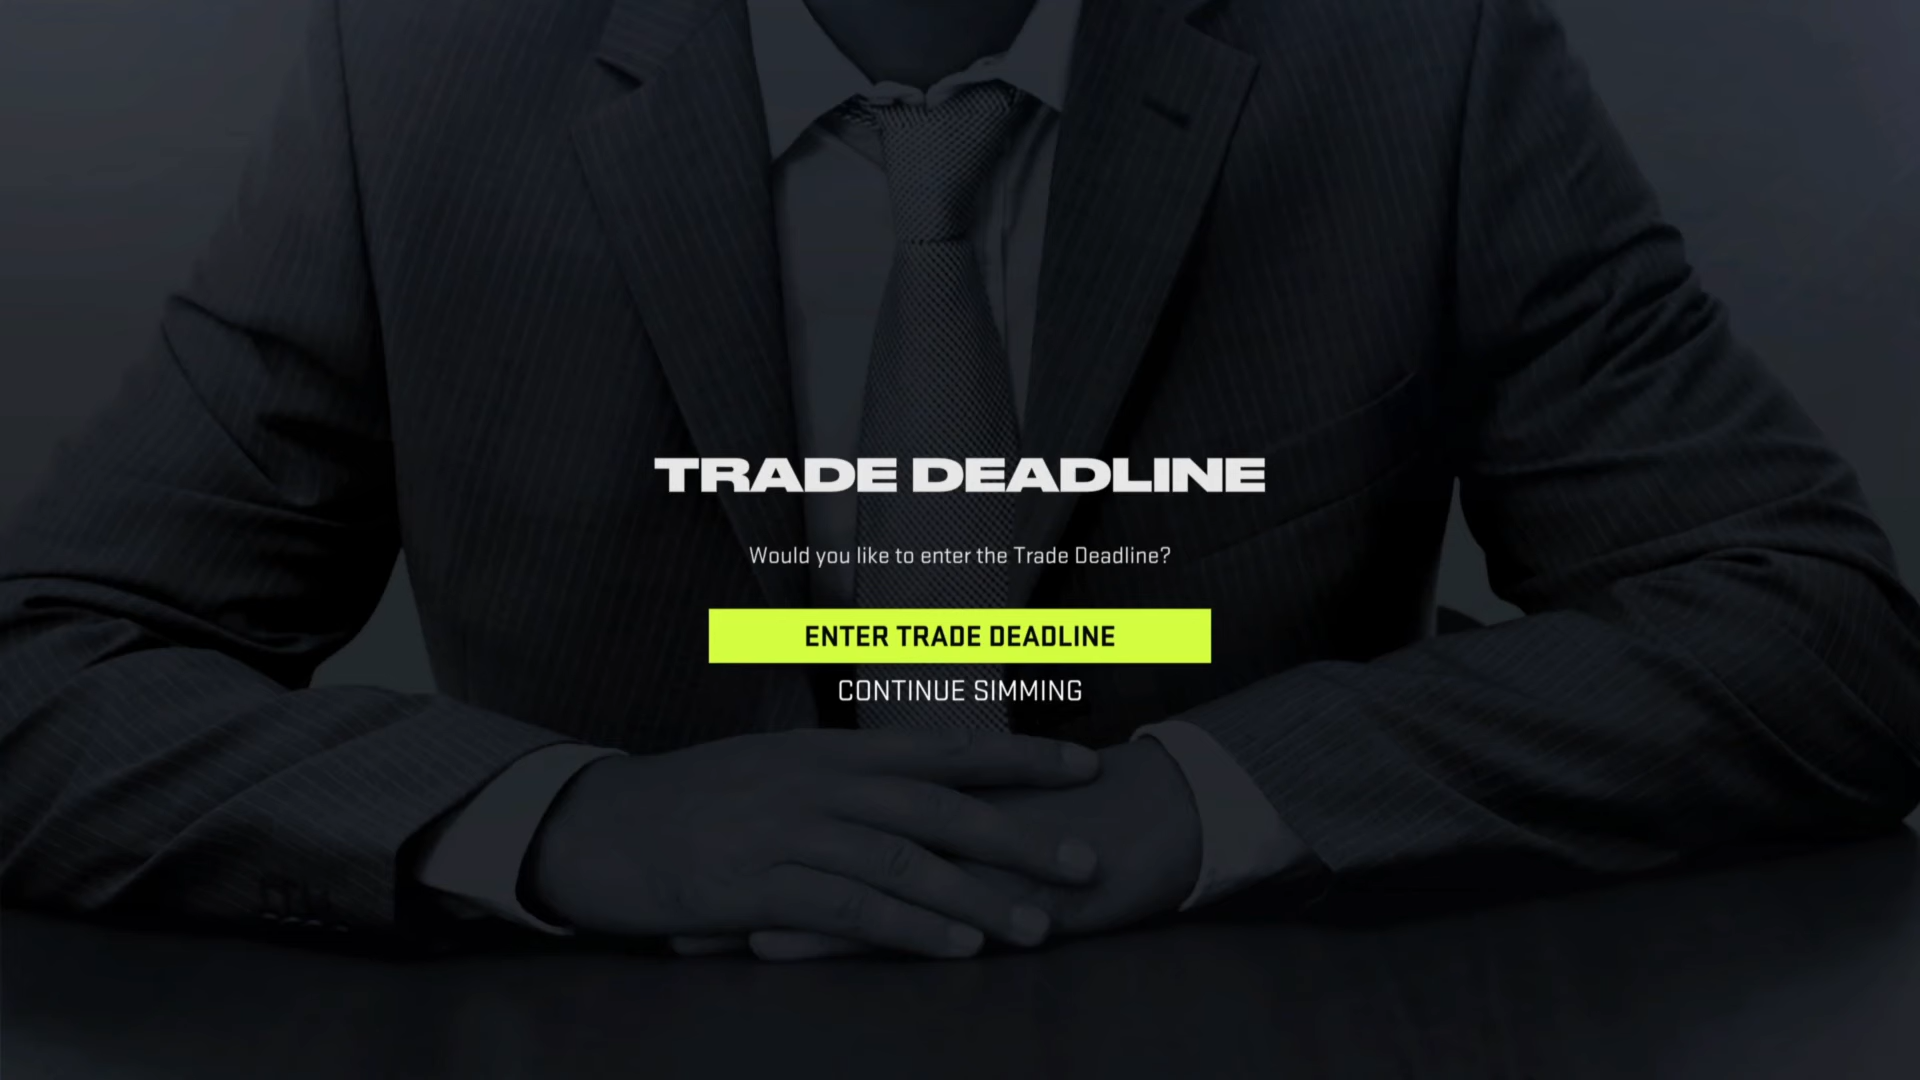 TRADE DEADLINE
Would you like to enter the Trade Deadline?
ENTER TRADE DEADLINE
CONTINUE SIMMING